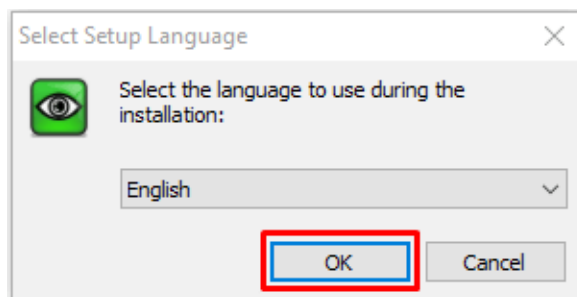 Select Setup Language
Select the language to use during the
installation:
English
OK Cancel